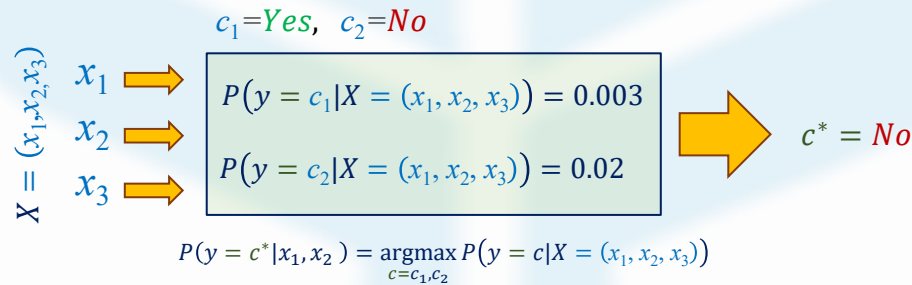 c₁=Yes, c₂=No
X = (x₁,x₂,x₃)
x₁
x₂
x₃
P(y = c₁|X = (x₁, x₂, x₃)) = 0.003
P(y = c₂|X = (x₁, x₂, x₃)) = 0.02
c* = No
P(y = c*|x₁, x₂ ) = argmax P(y = c|X = (x₁, x₂, x₃))
c=c₁,c₂